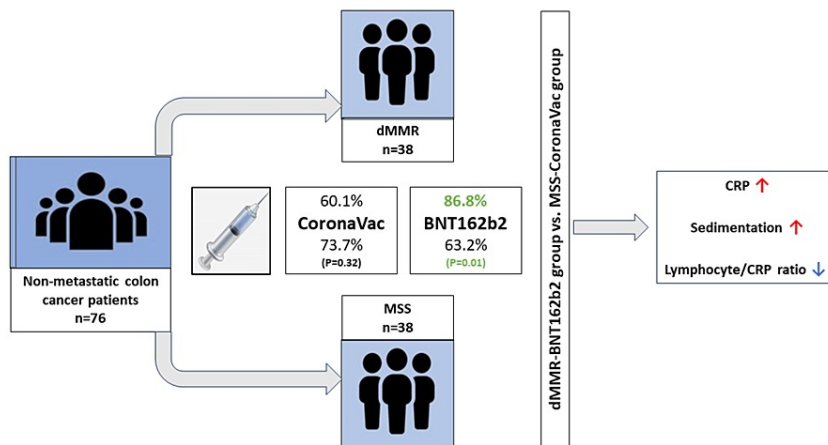 dMMR
n=38
Non-metastatic colon
cancer patients
n=76
60.1%
CoronaVac
73.7%
(P=0.32)
86.8%
BNT162b2
63.2%
(P=0.01)
MSS
n=38
dMMR-BNT162b2 group vs. MSS-CoronaVac group
CRP ↑
Sedimentation ↑
Lymphocyte/CRP ratio ↓